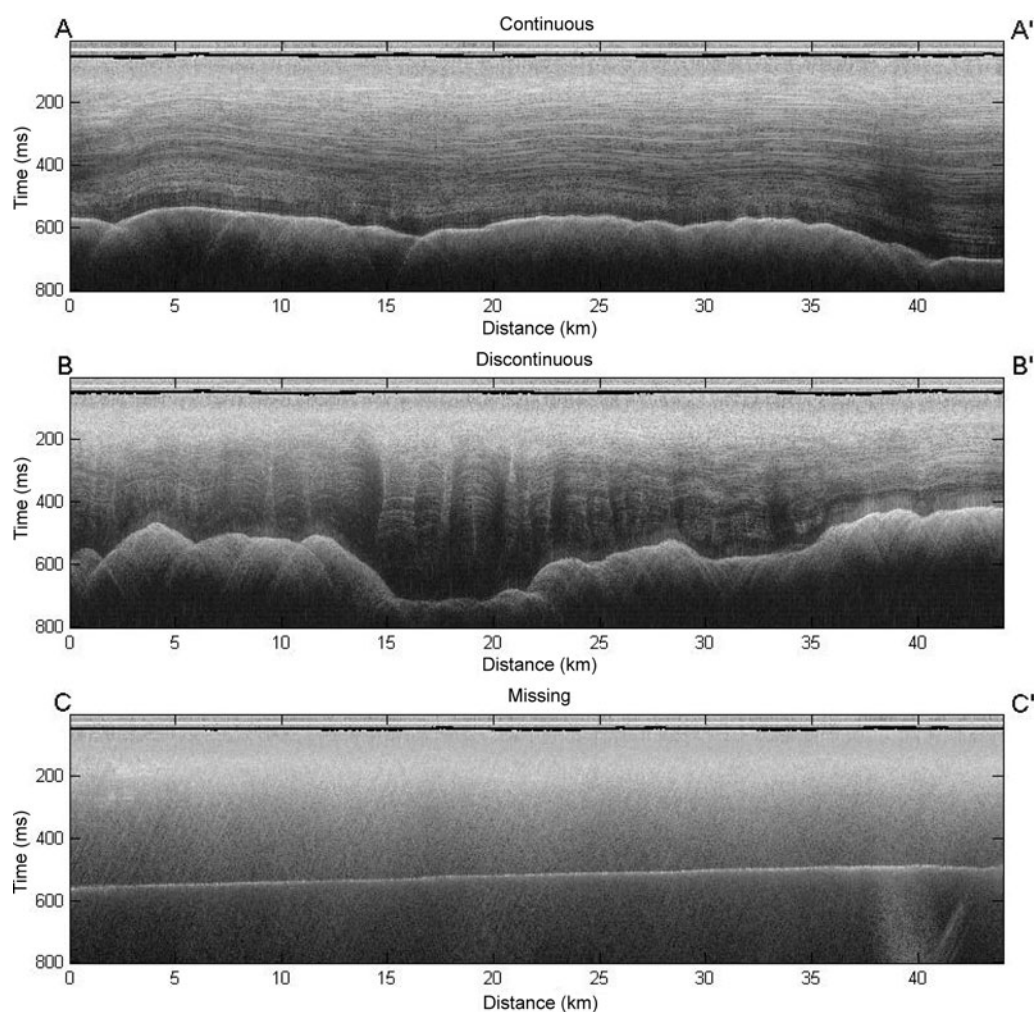 A Continuous A'
Time (ms)
200
400
600
800
0 5 10 15 20 25 30 35 40
Distance (km)
B Discontinuous B'
Time (ms)
200
400
600
800
0 5 10 15 20 25 30 35 40
Distance (km)
C Missing C'
Time (ms)
200
400
600
800
0 5 10 15 20 25 30 35 40
Distance (km)